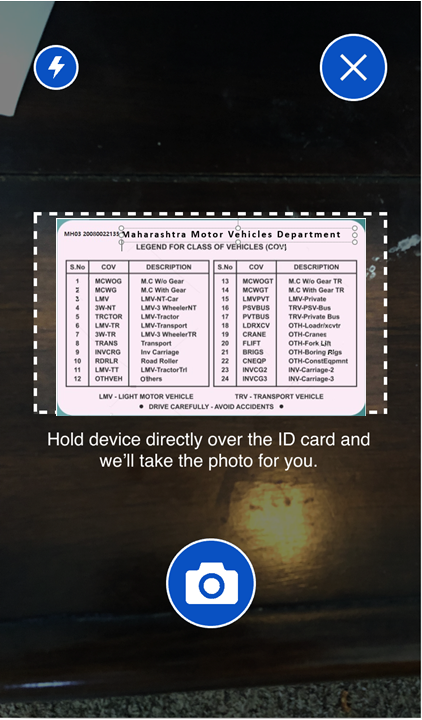 MH03 20080022135 Maharashtra Motor Vehicles Department
LEGEND FOR CLASS OF VEHICLES (COV)
S.No COV DESCRIPTION
1 MCWOG M.C W/o Gear
2 MCWG M.C With Gear
3 LMV LMV-NT-Car
4 3W-NT LMV-3 WheelerNT
5 TRCTOR LMV-Tractor
6 LMV-TR LMV-Transport
7 3W-TR LMV-3 WheelerTR
8 TRANS Transport
9 INVCRG Inv Carriage
10 RDRLR Road Roller
11 LMV-TT LMV-TractorTrl
12 OTHVEH Others
S.No COV DESCRIPTION
13 MCWOGT M.C W/o Gear TR
14 MCWGT M.C With Gear TR
15 LMVPVT LMV-Private
16 PSVBUS TRV-PSV-Bus
17 PVTBUS TRV-Private Bus
18 LDRXCV OTH-Loadr/xcvtr
19 CRANE OTH-Cranes
20 FLIFT OTH-Fork Lift
21 BRIGS OTH-Boring Rigs
22 CNEQP OTH-ConstEqpmnt
23 INVCG2 INV-Carriage-2
24 INVCG3 INV-Carriage-3
LMV - LIGHT MOTOR VEHICLE TRV - TRANSPORT VEHICLE
● DRIVE CAREFULLY - AVOID ACCIDENTS ●
Hold device directly over the ID card and
we'll take the photo for you.